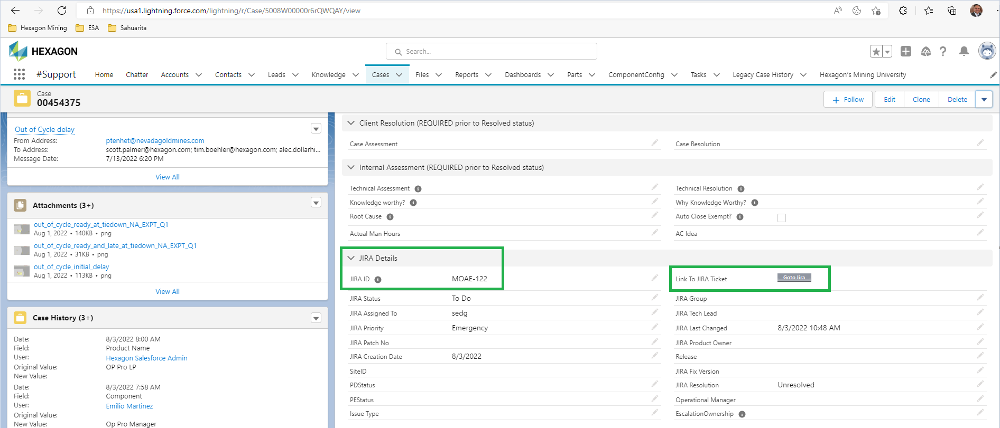 https://usa1.lightning.force.com/lightning/r/Case/5008W00000r6rQWQAY/view
Hexagon Mining ESA Sahuarita
HEXAGON
Search...
#Support Home Chatter Accounts Contacts Leads Knowledge Cases Files Reports Dashboards Parts ComponentConfig Tasks Legacy Case History Hexagon's Mining University
Case
00454375
Follow Edit Clone Delete
Out of Cycle delay
From Address: ptenhet@nevadagoldmines.com
To Address: scott.palmer@hexagon.com; tim.boehler@hexagon.com; alec.dollarhi...
Message Date: 7/13/2022 6:20 PM
View All
Attachments (3+)
out_of_cycle_ready_at_tiedown_NA_EXPT_Q1
Aug 1, 2022 • 140KB • png
out_of_cycle_ready_and_late_at_tiedown_NA_EXPT_Q1
Aug 1, 2022 • 31KB • png
out_of_cycle_initial_delay
Aug 1, 2022 • 113KB • png
View All
Case History (3+)
Date: 8/3/2022 8:00 AM
Field: Product Name
User: Hexagon Salesforce Admin
Original Value: OP Pro LP
New Value:
Date: 8/3/2022 7:58 AM
Field: Component
User: Emilio Martinez
Original Value:
New Value: Op Pro Manager
Client Resolution (REQUIRED prior to Resolved status)
Case Assessment Case Resolution
Internal Assessment (REQUIRED prior to Resolved status)
Technical Assessment Technical Resolution
Knowledge worthy? Why Knowledge Worthy?
Root Cause Auto Close Exempt?
Actual Man Hours AC Idea
JIRA Details
JIRA ID MOAE-122 Link To JIRA Ticket Goto Jira
JIRA Status To Do JIRA Group
JIRA Assigned To sedg JIRA Tech Lead
JIRA Priority Emergency JIRA Last Changed 8/3/2022 10:48 AM
JIRA Patch No JIRA Product Owner
JIRA Creation Date 8/3/2022 Release
SiteID JIRA Fix Version
PDStatus JIRA Resolution Unresolved
PEStatus Operational Manager
Issue Type EscalationOwnership